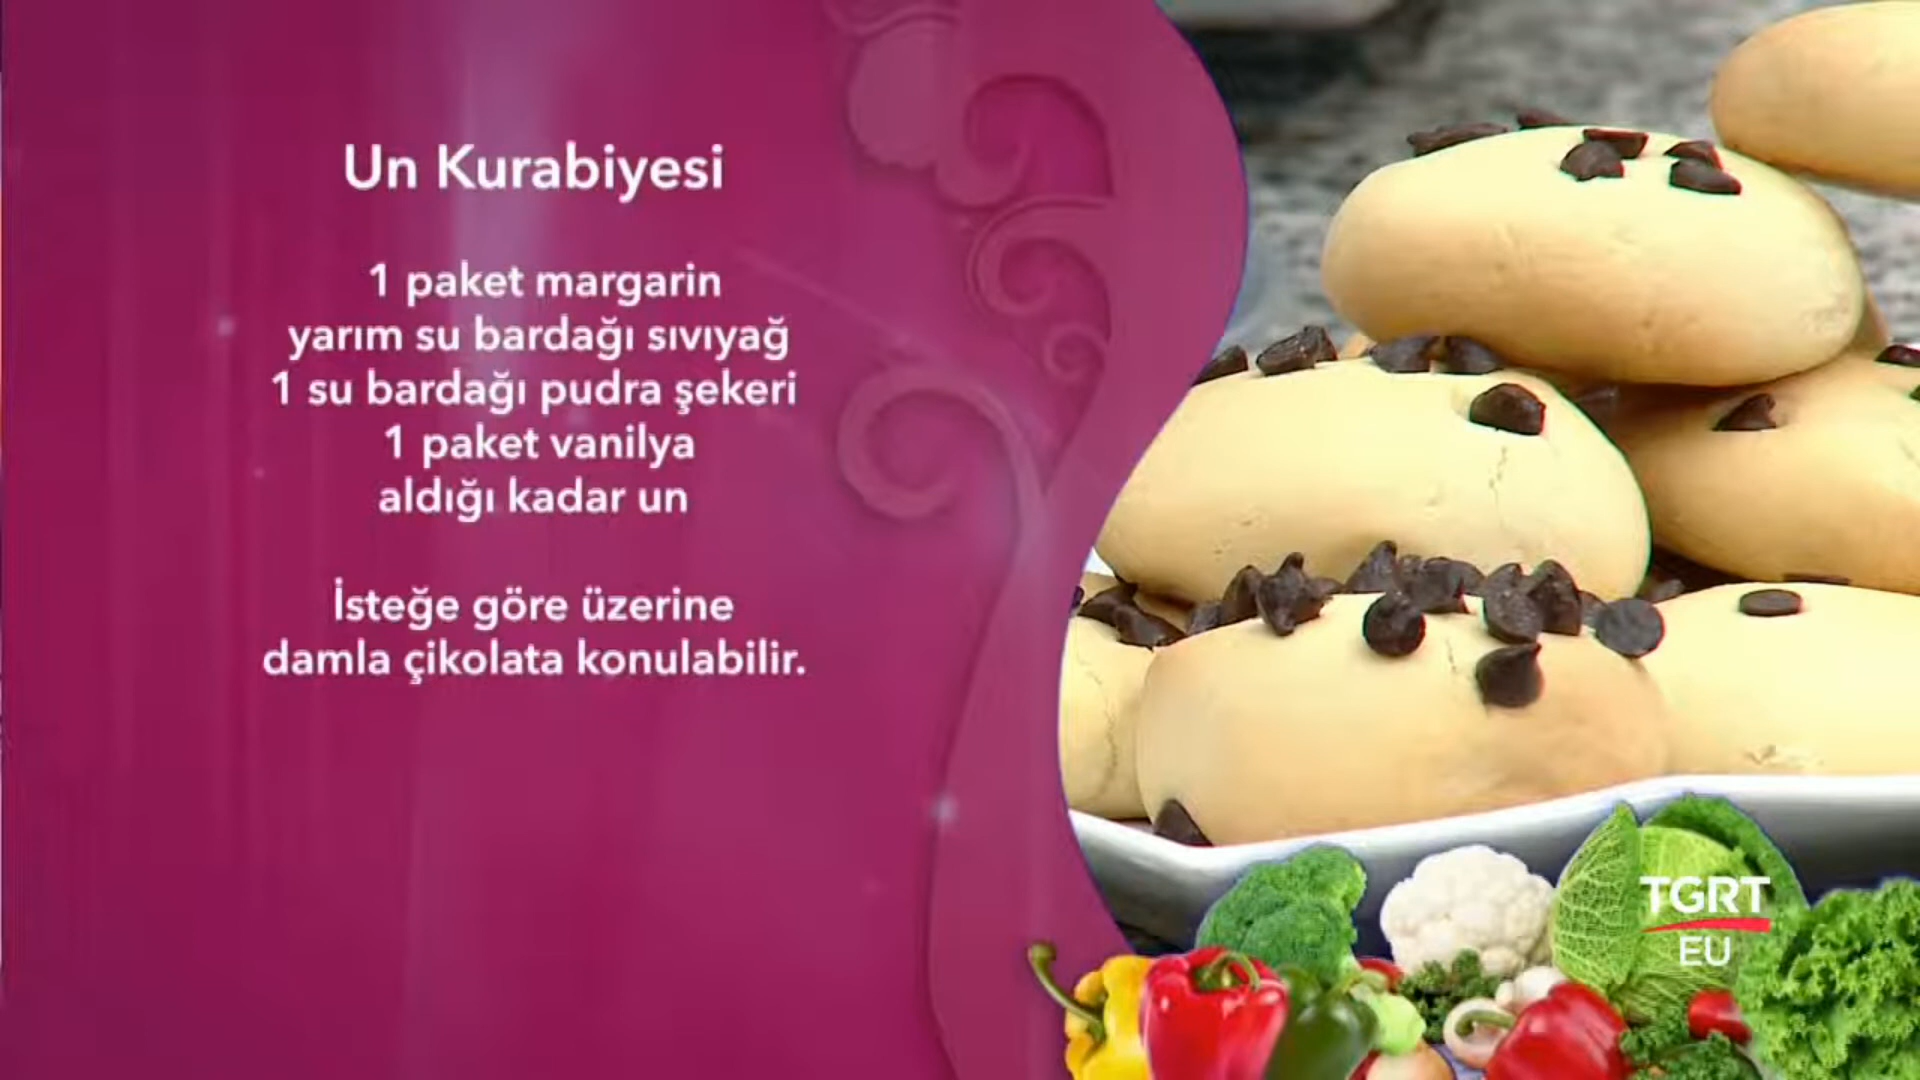 Un Kurabiyesi
1 paket margarin
yarım su bardağı sıvıyağ
1 su bardağı pudra şekeri
1 paket vanilya
aldığı kadar un
İsteğe göre üzerine
damla çikolata konulabilir.
TGRT
EU